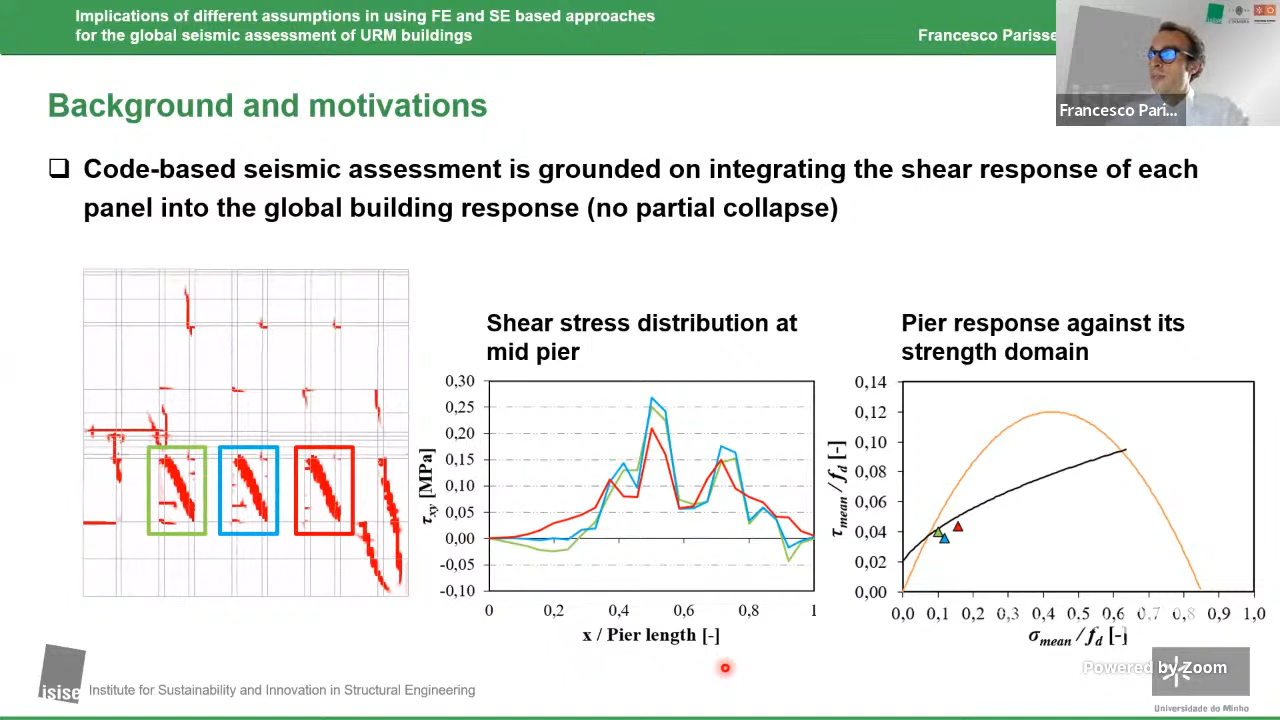 Implications of different assumptions in using FE and SE based approaches
for the global seismic assessment of URM buildings
Francesco Parisse
Francesco Pari...
Background and motivations
❑ Code-based seismic assessment is grounded on integrating the shear response of each
panel into the global building response (no partial collapse)
Shear stress distribution at
mid pier
0,30
0,25
0,20
0,15
0,10
0,05
0,00
-0,05
-0,10
0 0,2 0,4 0,6 0,8 1
τxy [MPa]
x / Pier length [-]
Pier response against its
strength domain
0,14
0,12
0,10
0,08
0,06
0,04
0,02
0,00
0,0 0,1 0,2 0,3 0,4 0,5 0,6 0,7 0,8 0,9 1,0
τmean / fd [-]
σmean / fd [-]
isise
Institute for Sustainability and Innovation in Structural Engineering
Powered by Zoom
Universidade do Minho